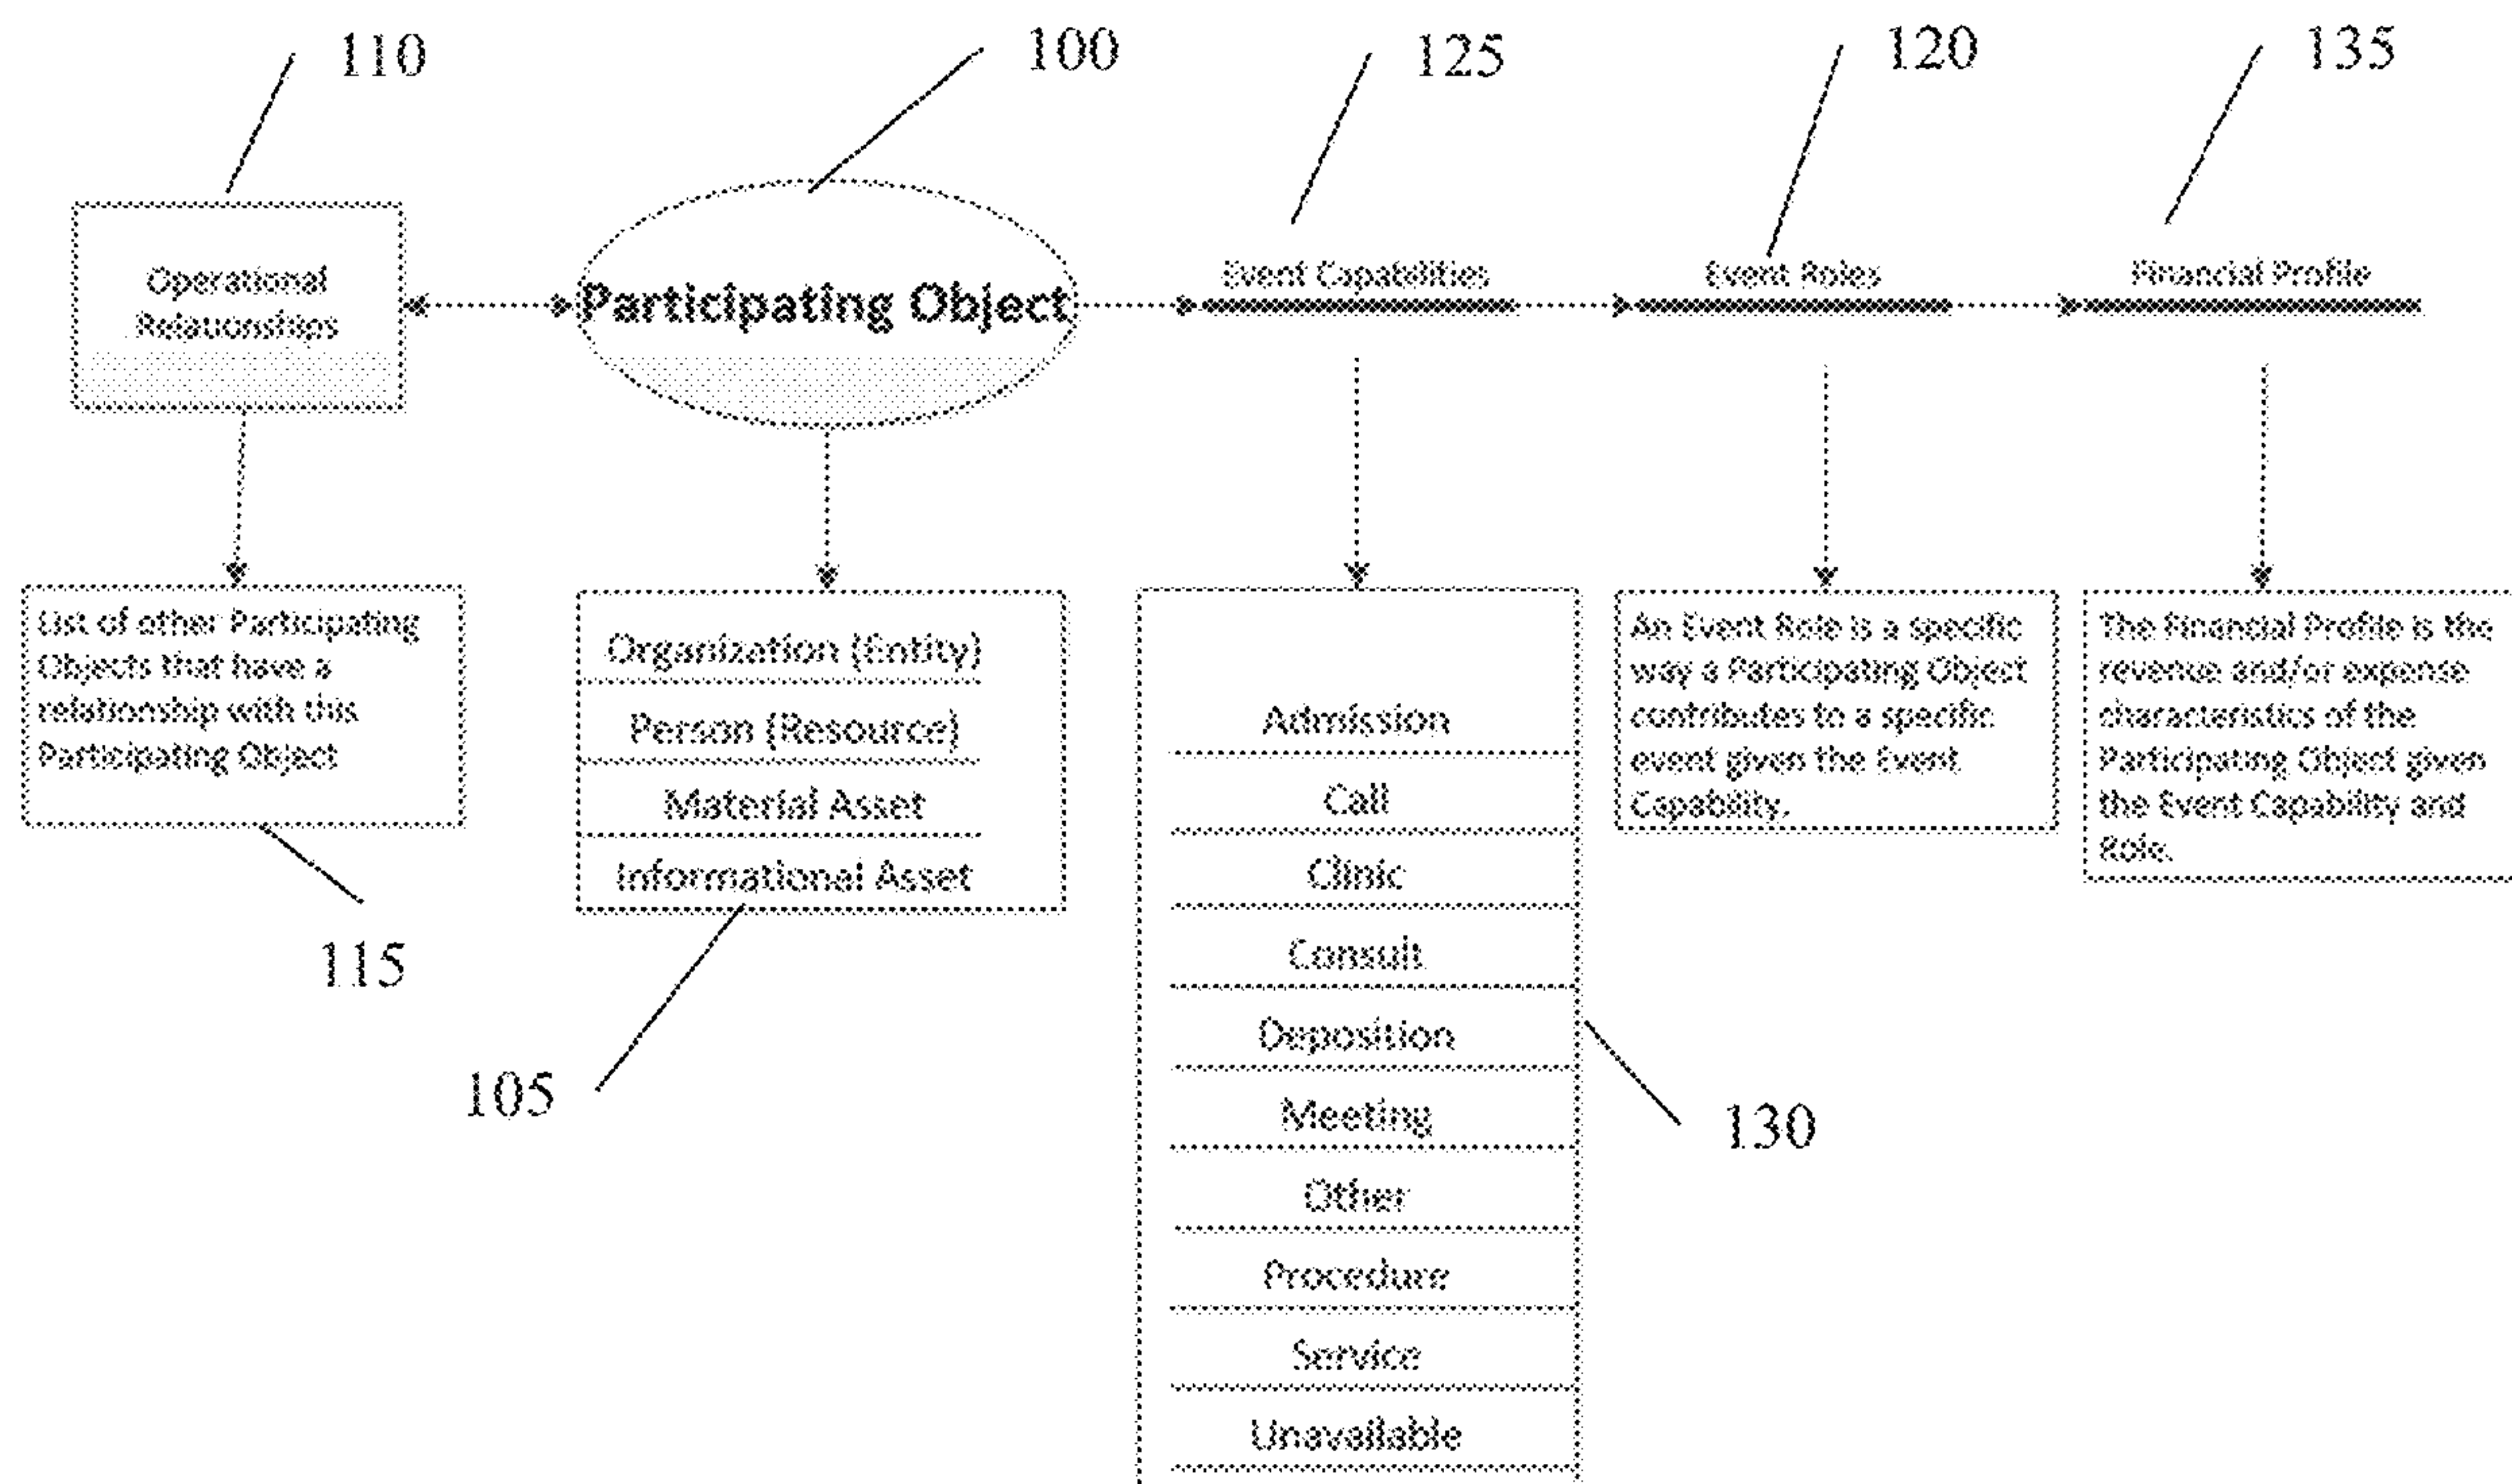 110
100
125
120
135
Operational
Relationships
Participating Object
Event Capabilities
Event Roles
Financial Profile
List of other Participating
Objects that have a
relationship with this
Participating Object
115
Organization (Entity)
Person (Resource)
Material Asset
Informational Asset
105
Admission
Call
Clinic
Consult
Deposition
Meeting
Other
Procedure
Service
Unavailable
130
An Event Role is a specific
way a Participating Object
contributes to a specific
event given the Event
Capability.
The Financial Profile is the
revenue and/or expense
characteristics of the
Participating Object given
the Event Capability and
Role.